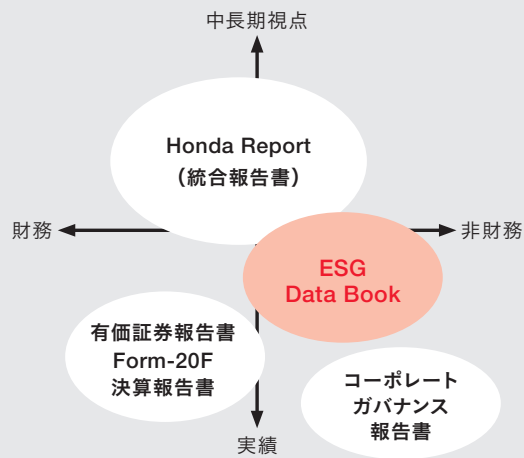 中長期視点
Honda Report
（統合報告書）
財務
非財務
ESG
Data Book
有価証券報告書
Form-20F
決算報告書
コーポレート
ガバナンス
報告書
実績